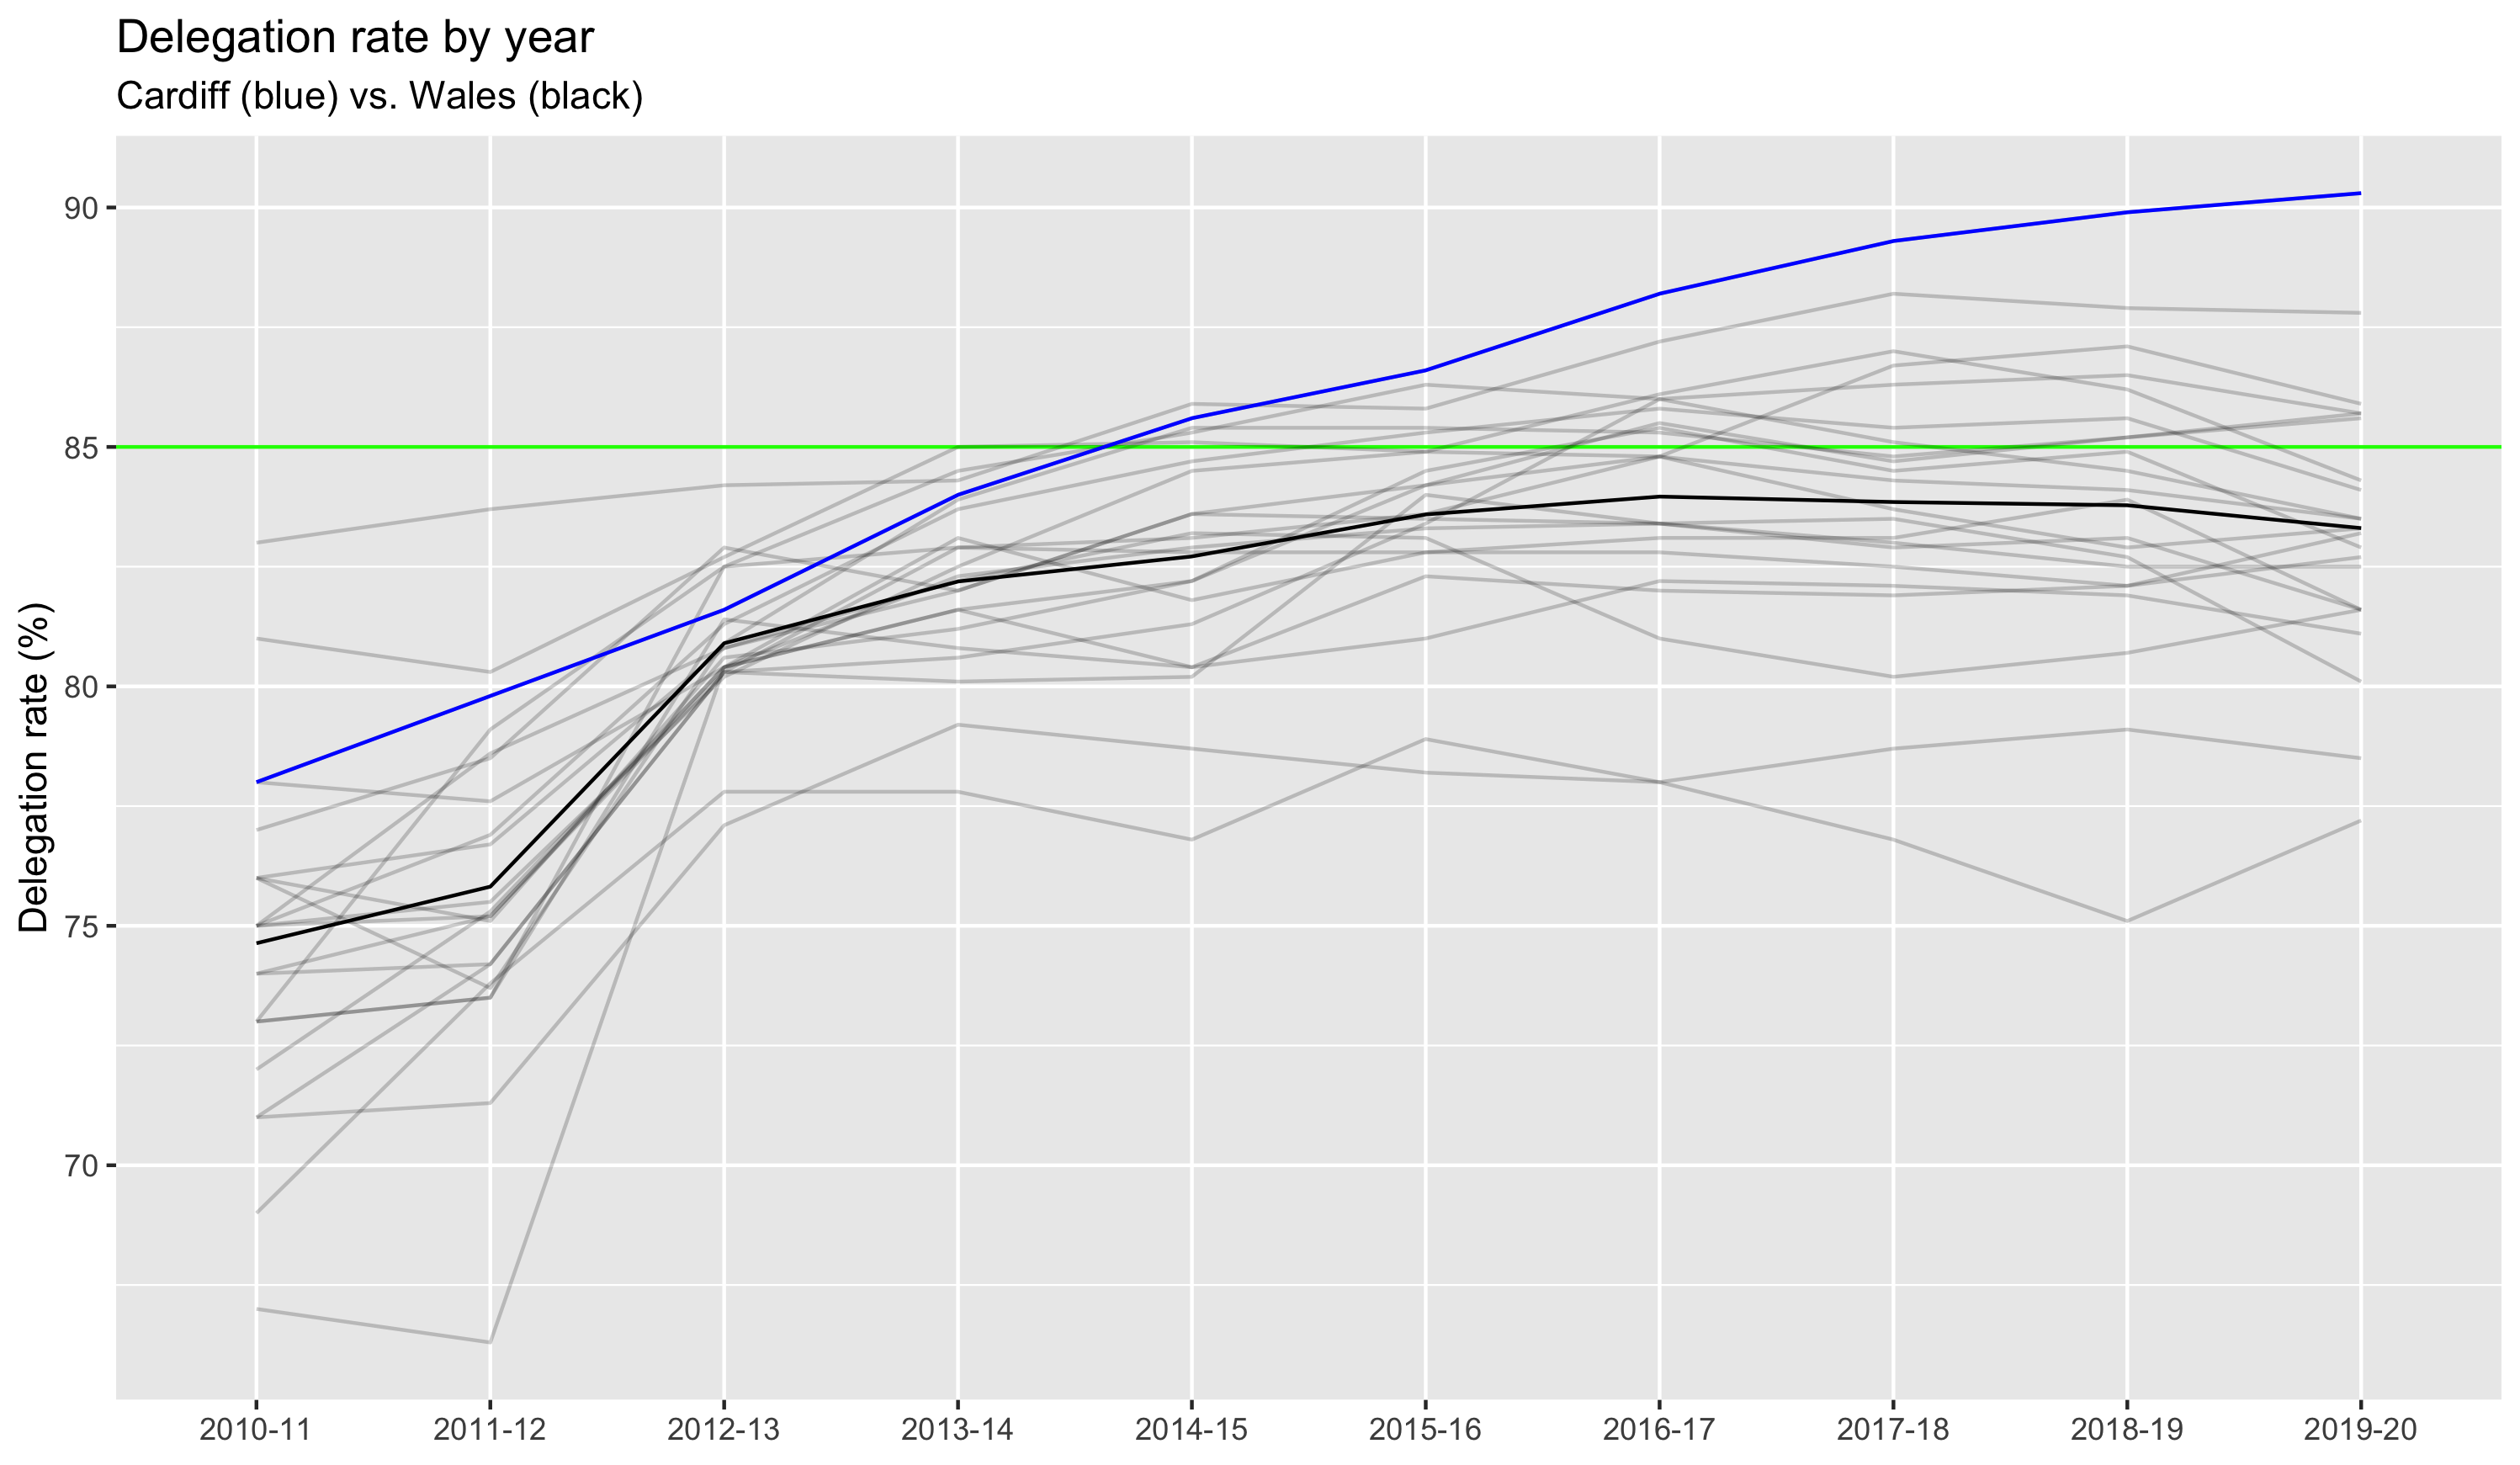 Delegation rate by year
Cardiff (blue) vs. Wales (black)
Delegation rate (%)
90
85
80
75
70
2010-11 2011-12 2012-13 2013-14 2014-15 2015-16 2016-17 2017-18 2018-19 2019-20